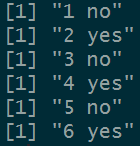 [1] "1 no"
[1] "2 yes"
[1] "3 no"
[1] "4 yes"
[1] "5 no"
[1] "6 yes"